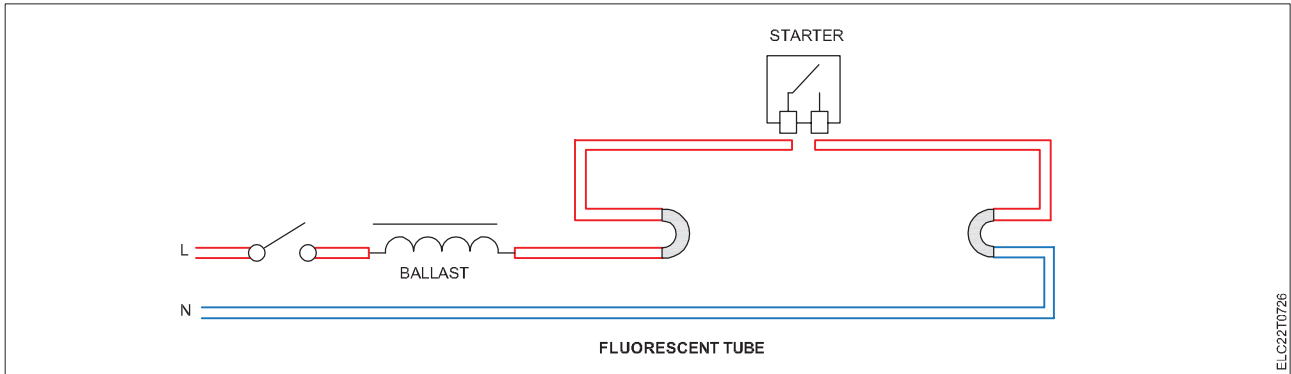 STARTER
L
BALLAST
N
FLUORESCENT TUBE
ELC22T0726